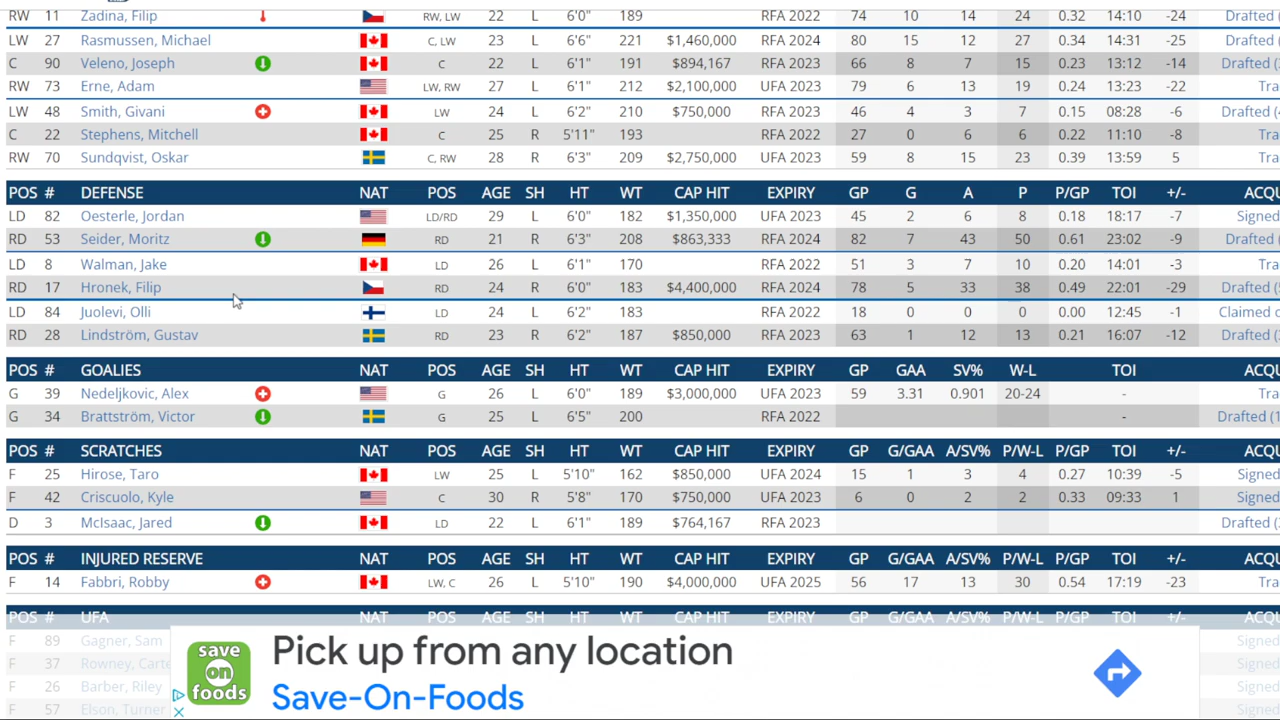 RW 11 Zadina, Filip RW, LW 22 L 6'0" 189 RFA 2022 74 10 14 24 0.32 14:10 -24 Drafted
LW 27 Rasmussen, Michael C, LW 23 L 6'6" 221 $1,460,000 RFA 2024 80 15 12 27 0.34 14:31 -25 Drafted (
C 90 Veleno, Joseph C 22 L 6'1" 191 $894,167 RFA 2023 66 8 7 15 0.23 13:12 -14 Drafted (
RW 73 Erne, Adam LW, RW 27 L 6'1" 212 $2,100,000 UFA 2023 79 6 13 19 0.24 13:23 -22 Tra
LW 48 Smith, Givani LW 24 L 6'2" 210 $750,000 RFA 2023 46 4 3 7 0.15 08:28 -6 Drafted (
C 22 Stephens, Mitchell C 25 R 5'11" 193 RFA 2022 27 0 6 6 0.22 11:10 -8 Tra
RW 70 Sundqvist, Oskar C, RW 28 R 6'3" 209 $2,750,000 UFA 2023 59 8 15 23 0.39 13:59 5 Tra
POS # DEFENSE NAT POS AGE SH HT WT CAP HIT EXPIRY GP G A P P/GP TOI +/- ACQU
LD 82 Oesterle, Jordan LD/RD 29 L 6'0" 182 $1,350,000 UFA 2023 45 2 6 8 0.18 18:17 -7 Signed
RD 53 Seider, Moritz RD 21 R 6'3" 208 $863,333 RFA 2024 82 7 43 50 0.61 23:02 -9 Drafted
LD 8 Walman, Jake LD 26 L 6'1" 170 RFA 2022 51 3 7 10 0.20 14:01 -3 Tra
RD 17 Hronek, Filip RD 24 R 6'0" 183 $4,400,000 RFA 2024 78 5 33 38 0.49 22:01 -29 Drafted (
LD 84 Juolevi, Olli LD 24 L 6'2" 183 RFA 2022 18 0 0 0 0.00 12:45 -1 Claimed
RD 28 Lindström, Gustav RD 23 R 6'2" 187 $850,000 RFA 2023 63 1 12 13 0.21 16:07 -12 Drafted (
POS # GOALIES NAT POS AGE SH HT WT CAP HIT EXPIRY GP GAA SV% W-L TOI ACQU
G 39 Nedeljkovic, Alex G 26 L 6'0" 189 $3,000,000 UFA 2023 59 3.31 0.901 20-24 - Tra
G 34 Brattström, Victor G 25 L 6'5" 200 RFA 2022 - Drafted (1
POS # SCRATCHES NAT POS AGE SH HT WT CAP HIT EXPIRY GP G/GAA A/SV% P/W-L P/GP TOI +/- ACQU
F 25 Hirose, Taro LW 25 L 5'10" 162 $850,000 UFA 2024 15 1 3 4 0.27 10:39 -5 Signed
F 42 Criscuolo, Kyle C 30 R 5'8" 170 $750,000 UFA 2023 6 0 2 2 0.33 09:33 1 Signed
D 3 McIsaac, Jared LD 22 L 6'1" 189 $764,167 RFA 2023 Drafted (
POS # INJURED RESERVE NAT POS AGE SH HT WT CAP HIT EXPIRY GP G/GAA A/SV% P/W-L P/GP TOI +/- ACQU
F 14 Fabbri, Robby LW, C 26 L 5'10" 190 $4,000,000 UFA 2025 56 17 13 30 0.54 17:19 -23 Tra
POS # UFA NAT POS AGE SH HT WT CAP HIT EXPIRY GP G/GAA A/SV% P/W-L P/GP TOI +/- ACQU
F 89 Gagner, Sam Signed
F 37 Rowney, Carte Signed
F 26 Barber, Riley Signed
F 57 Elson, Turner Signed
save
on
foods
Pick up from any location
Save-On-Foods